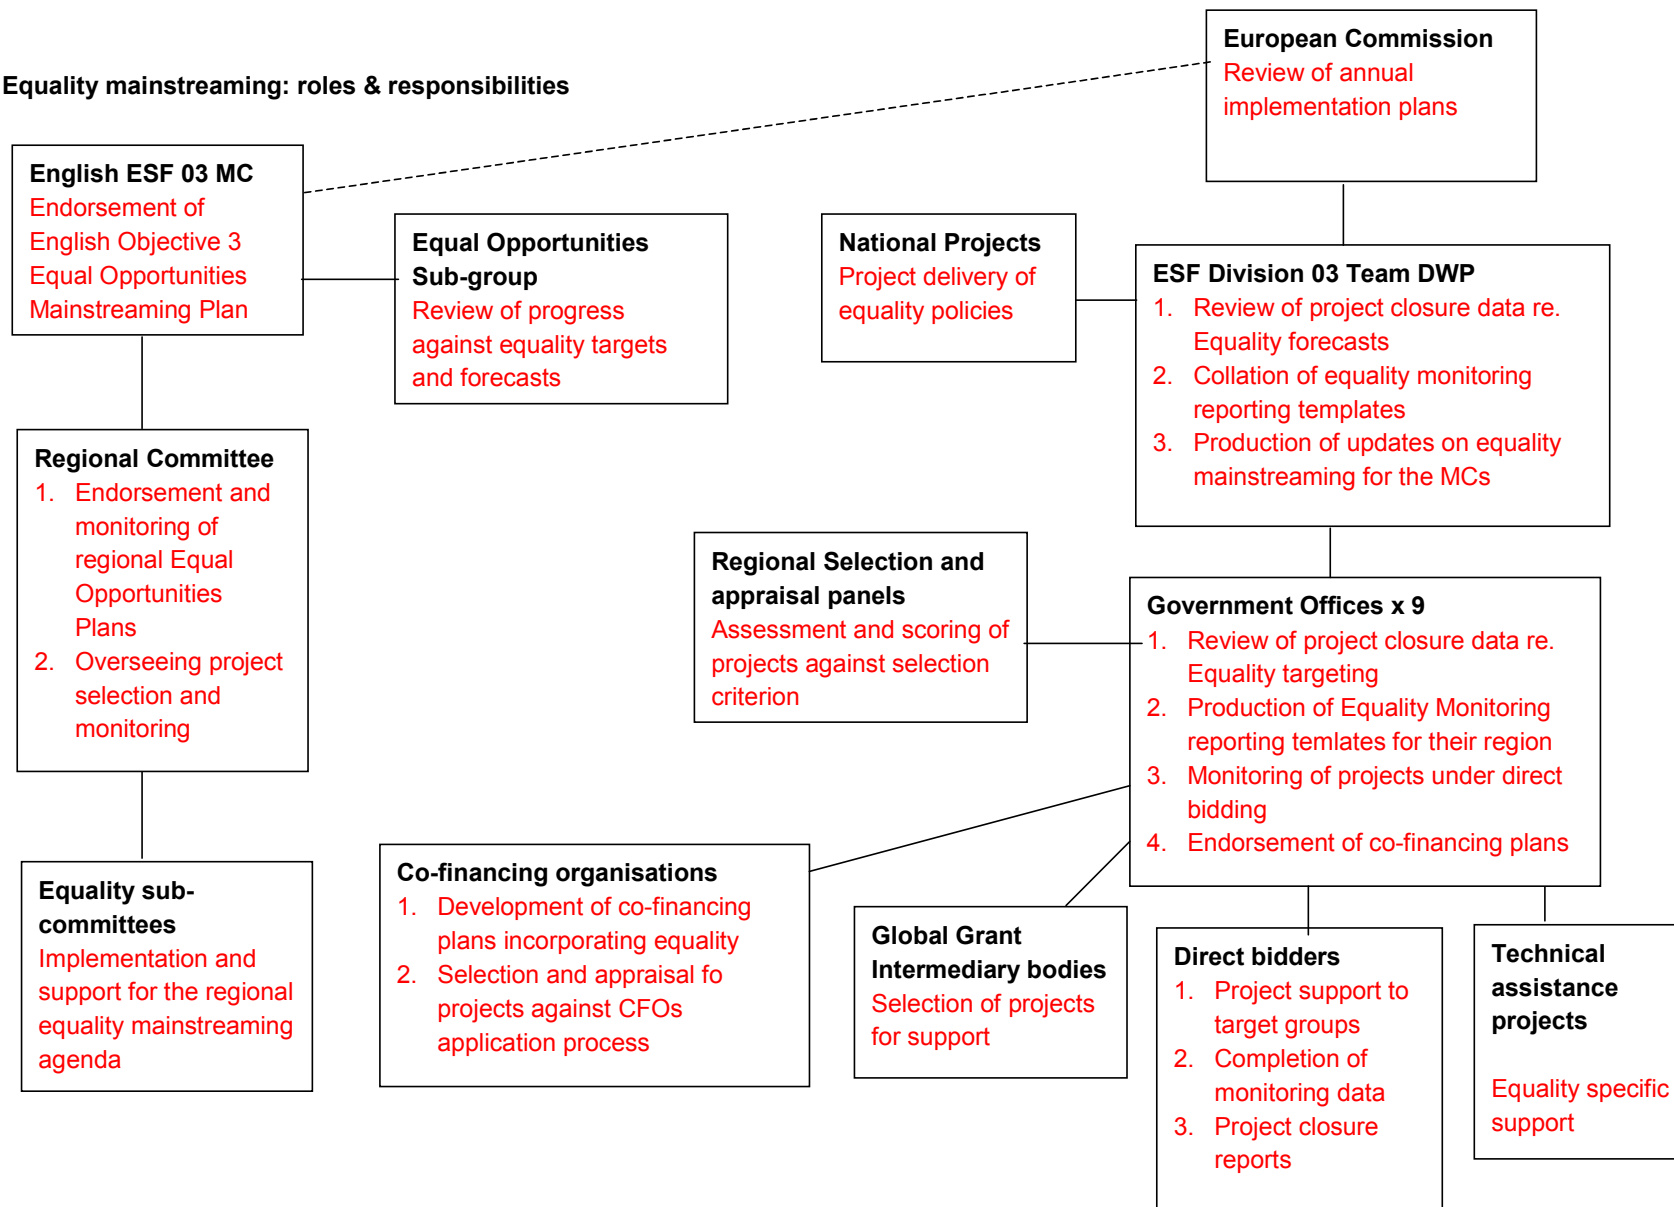 Equality mainstreaming: roles & responsibilities
European Commission
Review of annual
implementation plans
English ESF 03 MC
Endorsement of
English Objective 3
Equal Opportunities
Mainstreaming Plan
Equal Opportunities
Sub-group
Review of progress
against equality targets
and forecasts
National Projects
Project delivery of
equality policies
ESF Division 03 Team DWP
1. Review of project closure data re.
Equality forecasts
2. Collation of equality monitoring
reporting templates
3. Production of updates on equality
mainstreaming for the MCs
Regional Committee
1. Endorsement and
monitoring of
regional Equal
Opportunities
Plans
2. Overseeing project
selection and
monitoring
Regional Selection and
appraisal panels
Assessment and scoring of
projects against selection
criterion
Government Offices x 9
1. Review of project closure data re.
Equality targeting
2. Production of Equality Monitoring
reporting temlates for their region
3. Monitoring of projects under direct
bidding
4. Endorsement of co-financing plans
Equality sub-
committees
Implementation and
support for the regional
equality mainstreaming
agenda
Co-financing organisations
1. Development of co-financing
plans incorporating equality
2. Selection and appraisal fo
projects against CFOs
application process
Global Grant
Intermediary bodies
Selection of projects
for support
Direct bidders
1. Project support to
target groups
2. Completion of
monitoring data
3. Project closure
reports
Technical
assistance
projects
Equality specific
support